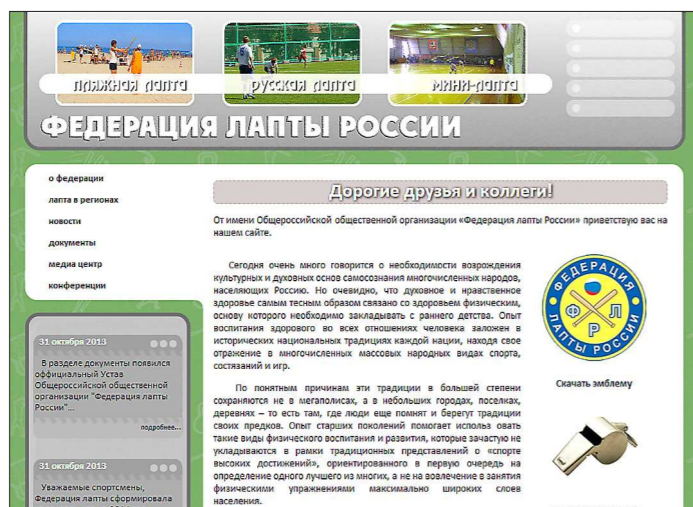 пляжная лапта
русская лапта
мини-лапта
ФЕДЕРАЦИЯ ЛАПТЫ РОССИИ
о федерации
лапта в регионах
новости
документы
медиа центр
конференции
31 октября 2013
В разделе документы появился
оффициальный Устав
Общероссийской общественной
организации "Федерация лапты
России"...
подробнее...
31 октября 2013
Уважаемые спортсмены,
Федерация лапты сформировала
Дорогие друзья и коллеги!
От имени Общероссийской общественной организации «Федерация лапты России» приветствую вас на
нашем сайте.
Сегодня очень много говорится о необходимости возрождения
культурных и духовных основ самосознания многочисленных народов,
населяющих Россию. Но очевидно, что духовное и нравственное
здоровье самым тесным образом связано со здоровьем физическим,
основу которого необходимо закладывать с раннего детства. Опыт
воспитания здорового во всех отношениях человека заложен в
исторических национальных традициях каждой нации, находя свое
отражение в многочисленных массовых народных видах спорта,
состязаний и игр.
По понятным причинам эти традиции в большей степени
сохраняются не в мегаполисах, а в небольших городах, поселках,
деревнях – то есть там, где люди еще помнят и берегут традиции
своих предков. Опыт старших поколений помогает использ овать
такие виды физического воспитания и развития, которые зачастую не
укладываются в рамки традиционных представлений о «спорте
высоких достижений», ориентированного в первую очередь на
определение одного лучшего из многих, а не на вовлечение в занятия
физическими упражнениями максимально широких слоев
населения.
ФЕДЕРАЦИЯ
Ф Л
Р
ЛАПТЫ РОССИИ
Скачать эмблему